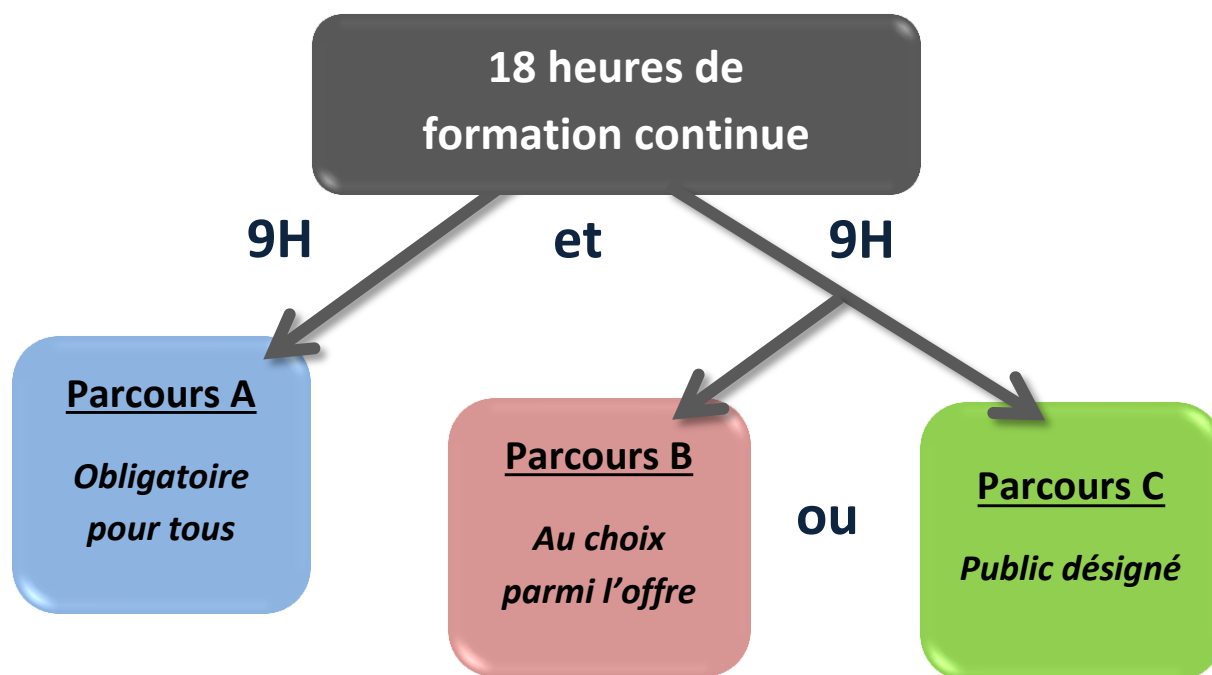 18 heures de
formation continue
9H
et
9H
Parcours A
Obligatoire
pour tous
Parcours B
Au choix
parmi l’offre
ou
Parcours C
Public désigné